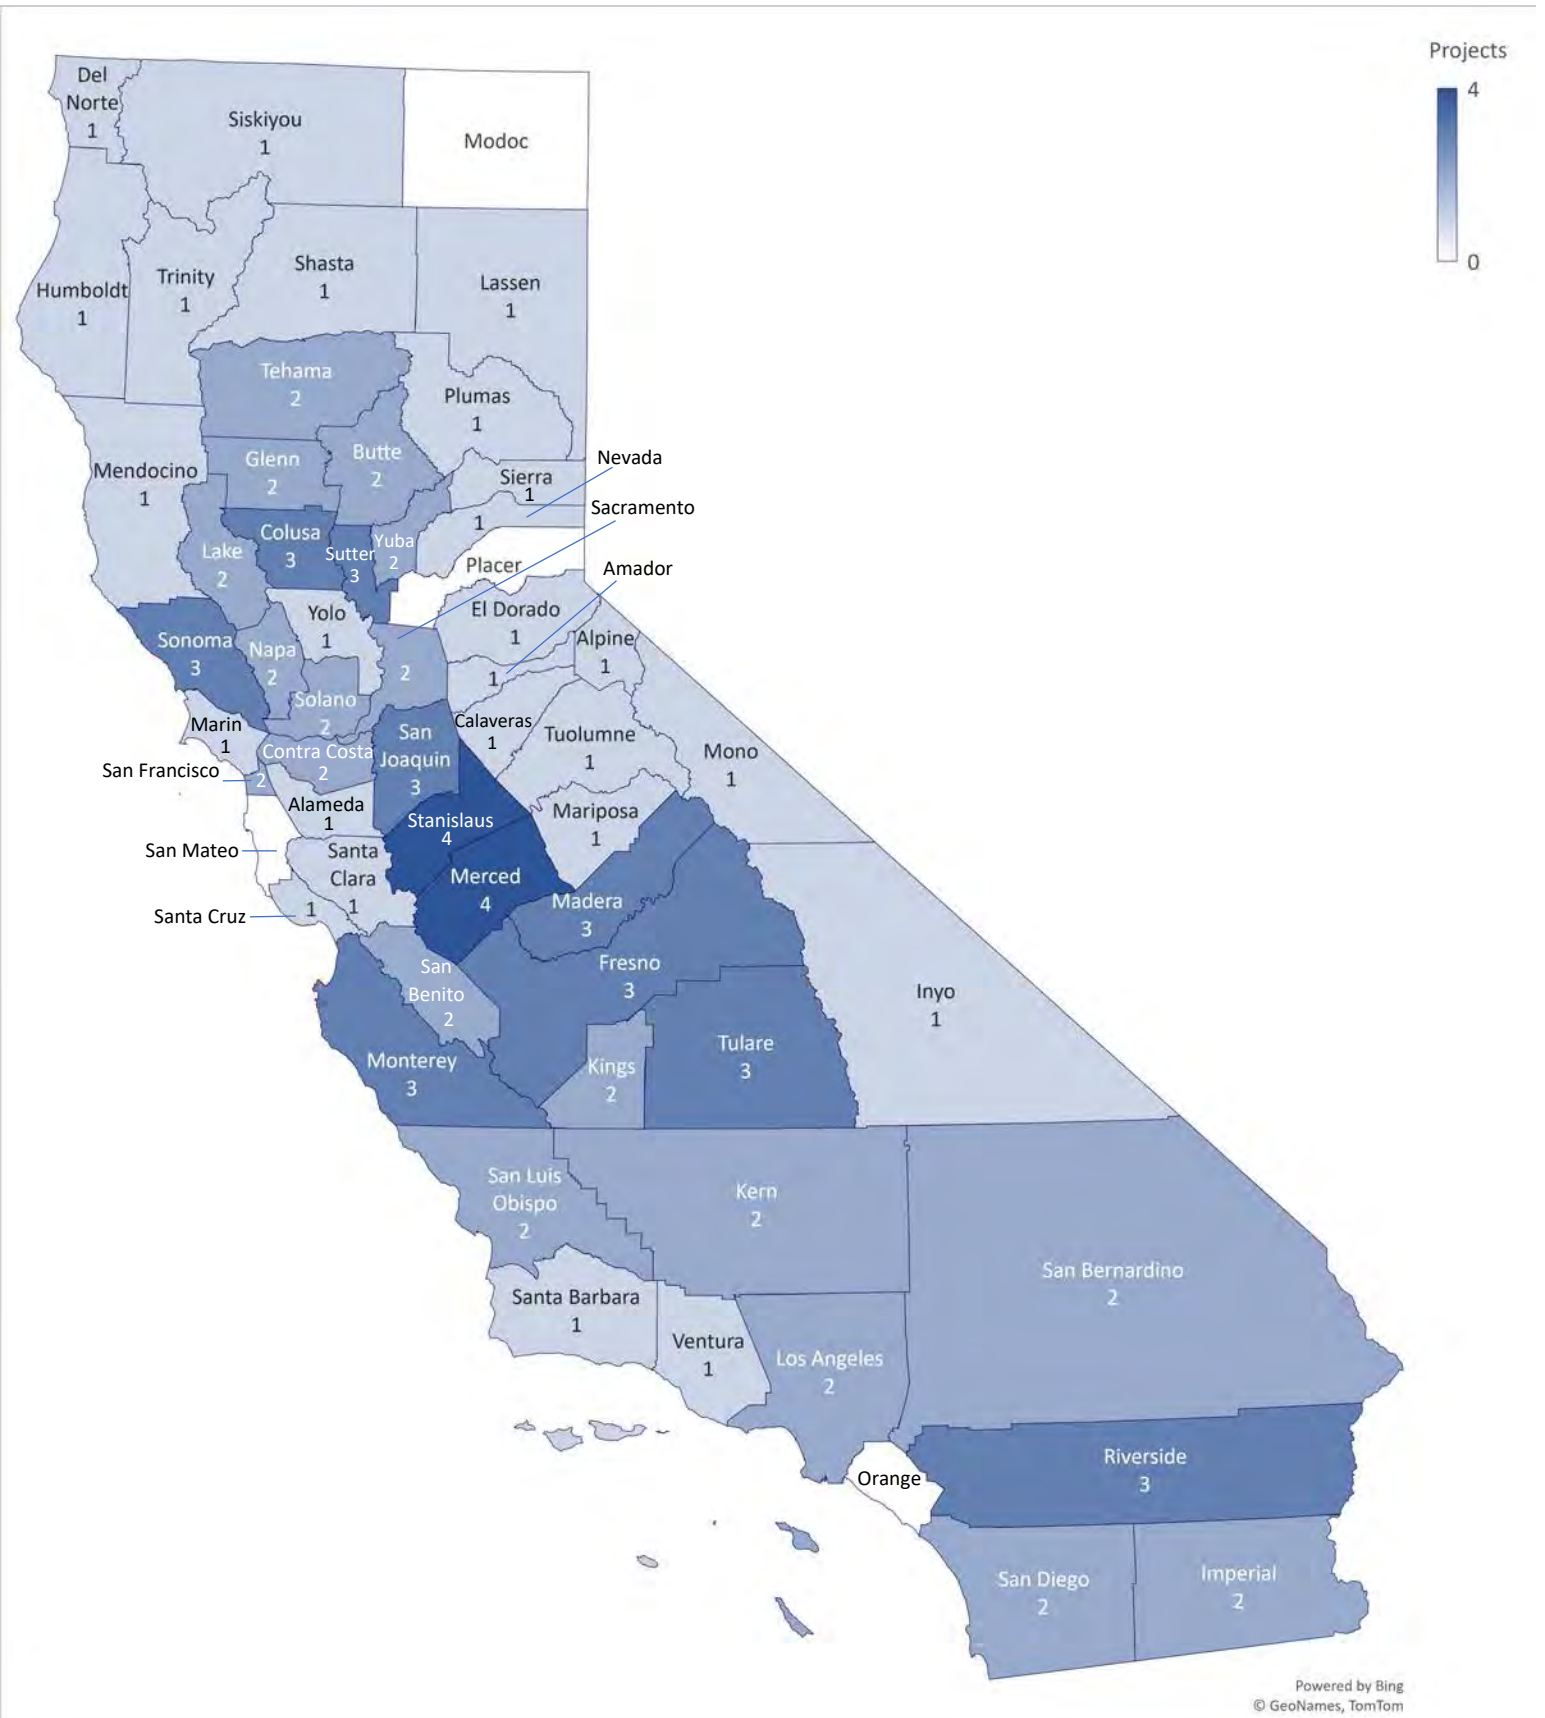 Projects
4
0
Del
Norte
1
Siskiyou
1
Modoc
Humboldt
1
Trinity
1
Shasta
1
Lassen
1
Tehama
2
Plumas
1
Mendocino
1
Glenn
2
Butte
2
Sierra
1
Nevada
1
Sacramento
Colusa
3
Sutter
3
Yuba
2
Lake
2
Placer
Amador
El Dorado
1
Yolo
1
Alpine
1
Sonoma
3
Napa
2
2
1
Solano
2
Marin
1
Contra Costa
2
San
Joaquin
3
Calaveras
1
Tuolumne
1
Mono
1
San Francisco
2
Alameda
1
Stanislaus
4
Mariposa
1
San Mateo
Santa
Clara
1
Merced
4
Madera
3
Santa Cruz
1
San
Benito
2
Fresno
3
Inyo
1
Monterey
3
Kings
2
Tulare
3
San Luis
Obispo
2
Kern
2
San Bernardino
2
Santa Barbara
1
Ventura
1
Los Angeles
2
Orange
Riverside
3
San Diego
2
Imperial
2
Powered by Bing
© GeoNames, TomTom